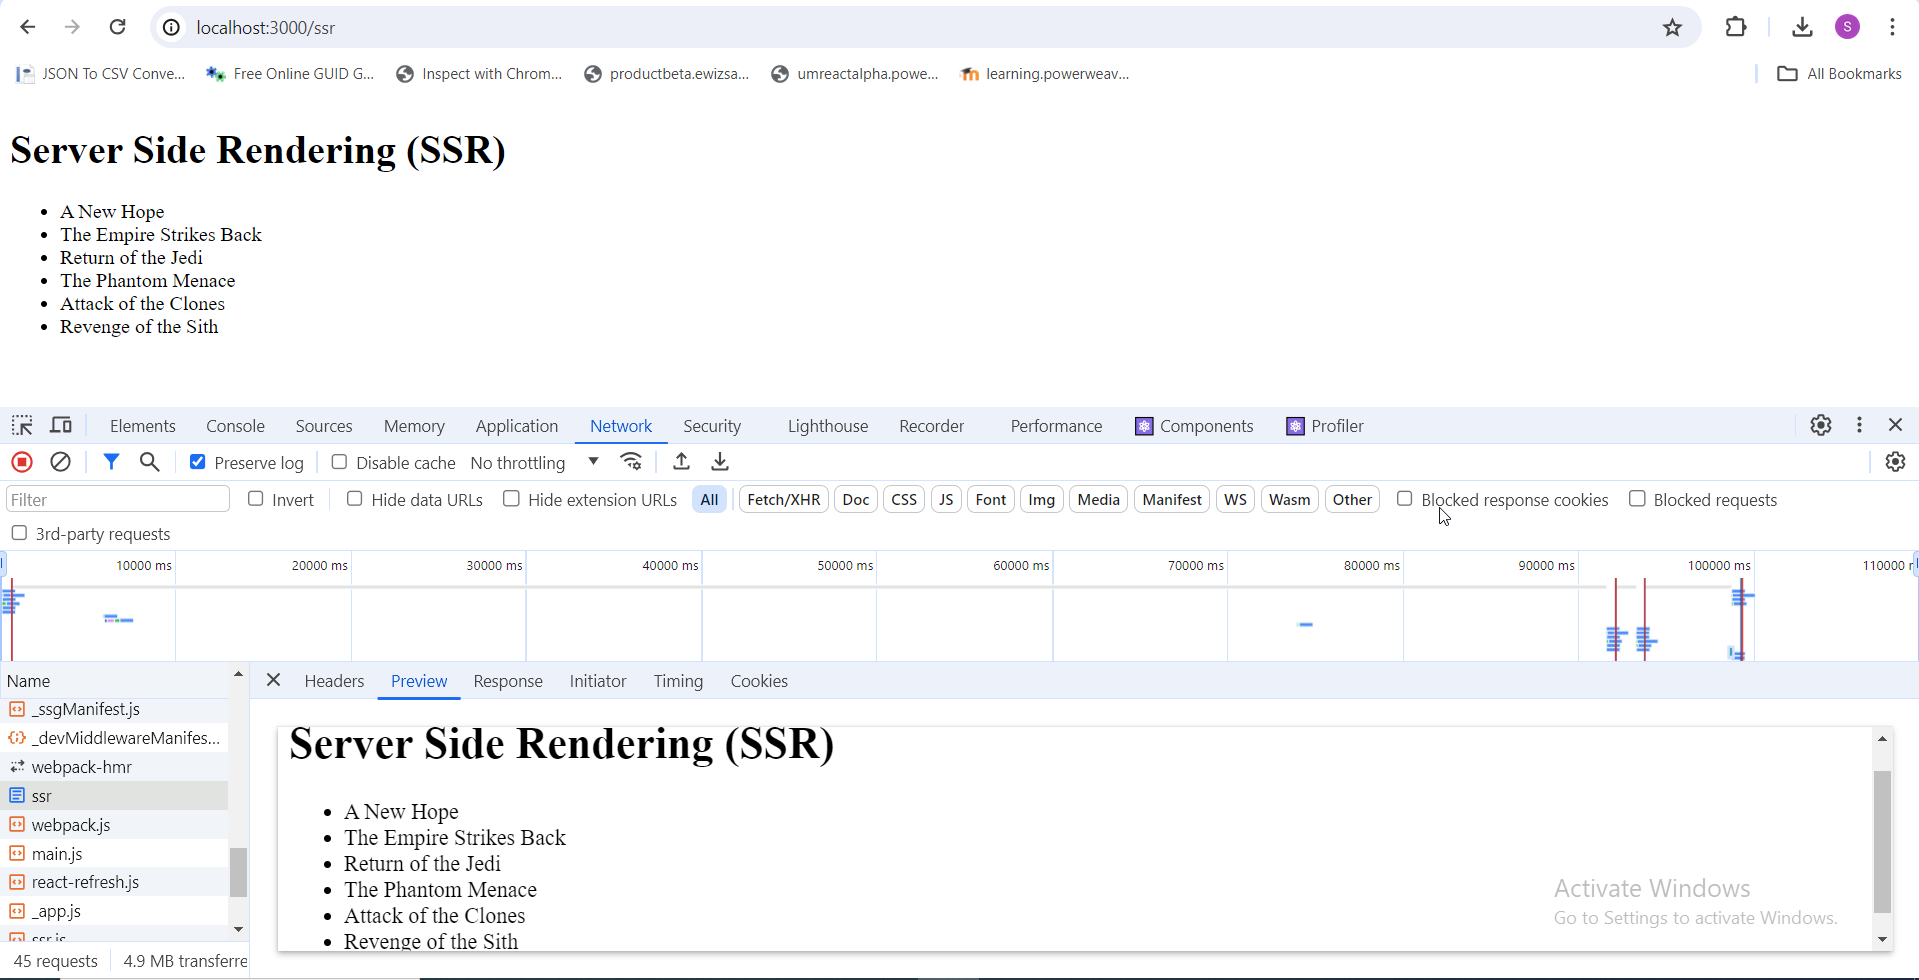 localhost:3000/ssr
S
JSON To CSV Conve...
Free Online GUID G...
Inspect with Chrom...
productbeta.ewizsa...
umreactalpha.powe...
learning.powerweav...
All Bookmarks
Server Side Rendering (SSR)
A New Hope
The Empire Strikes Back
Return of the Jedi
The Phantom Menace
Attack of the Clones
Revenge of the Sith
Elements Console Sources Memory Application Network Security Lighthouse Recorder Performance Components Profiler
Preserve log Disable cache No throttling
Filter Invert Hide data URLs Hide extension URLs All Fetch/XHR Doc CSS JS Font Img Media Manifest WS Wasm Other Blocked response cookies Blocked requests
3rd-party requests
10000 ms 20000 ms 30000 ms 40000 ms 50000 ms 60000 ms 70000 ms 80000 ms 90000 ms 100000 ms 110000
Name
_ssgManifest.js
_devMiddlewareManifes...
webpack-hmr
ssr
webpack.js
main.js
react-refresh.js
_app.js
ssr.js
45 requests 4.9 MB transferre
Headers Preview Response Initiator Timing Cookies
Server Side Rendering (SSR)
A New Hope
The Empire Strikes Back
Return of the Jedi
The Phantom Menace
Attack of the Clones
Revenge of the Sith
Activate Windows
Go to Settings to activate Windows.